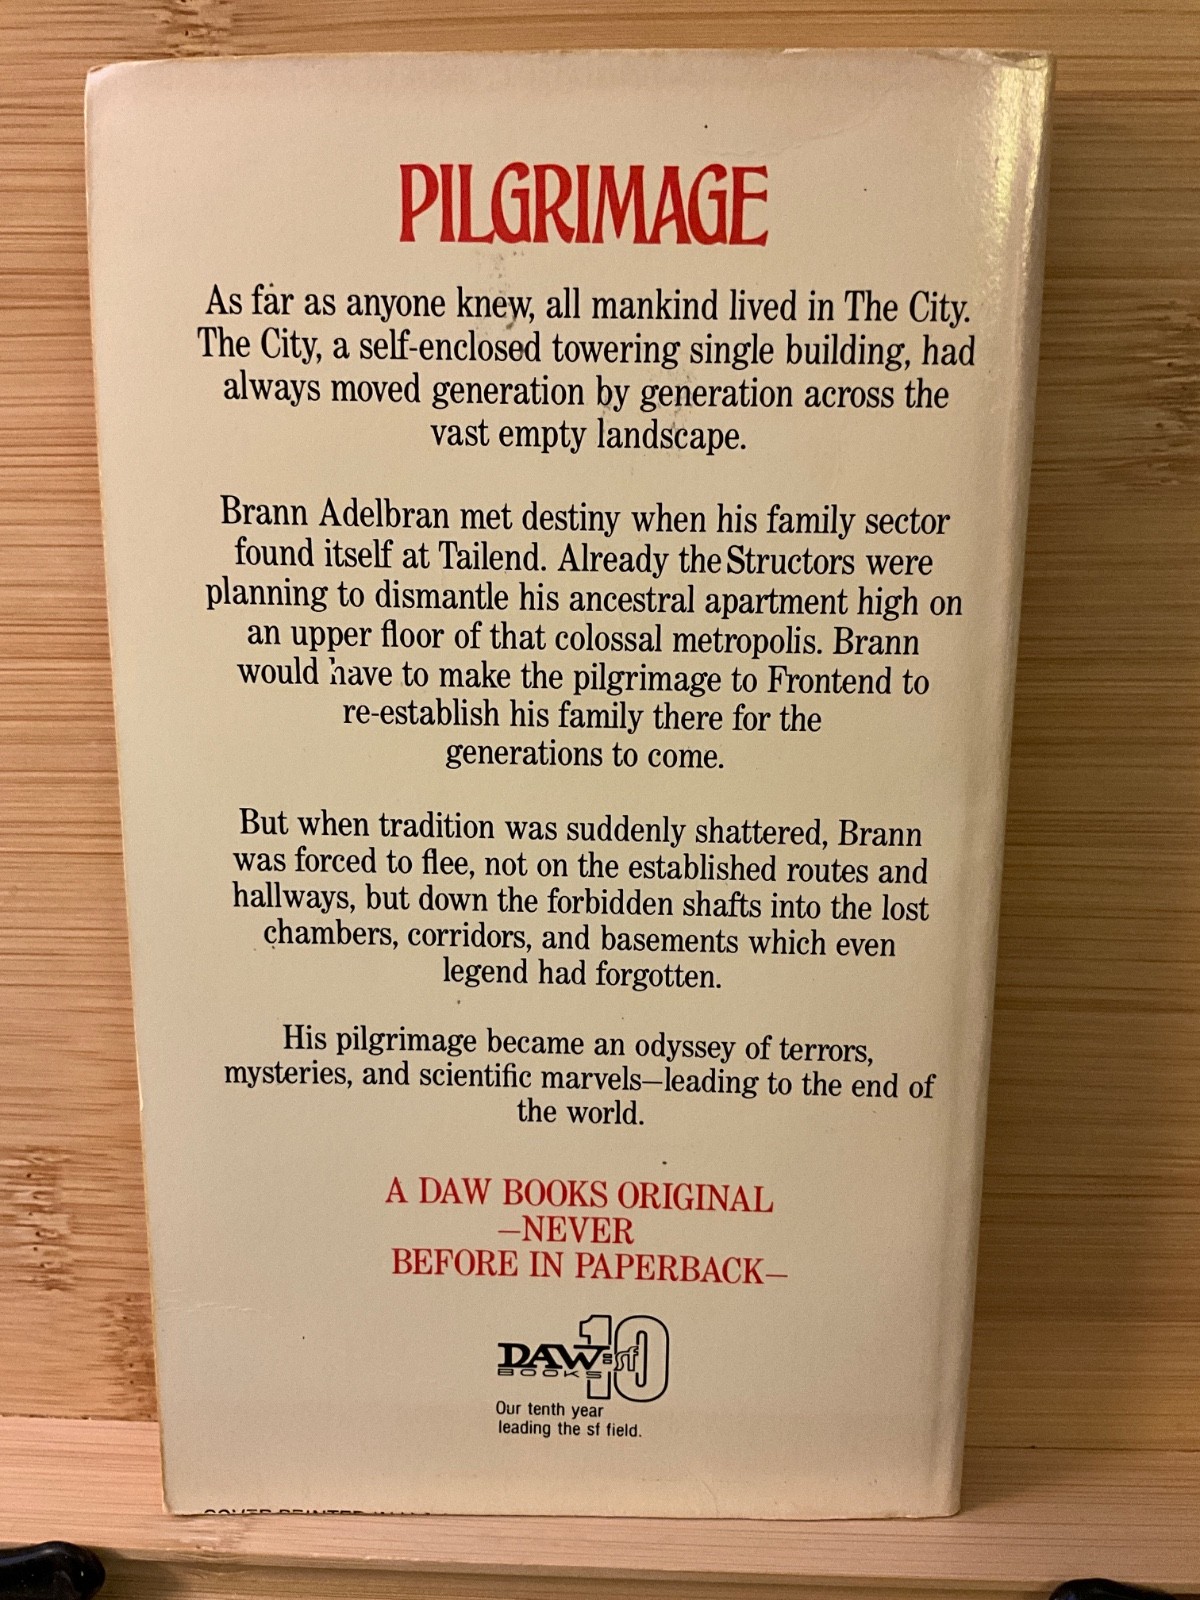 PILGRIMAGE
As far as anyone knew, all mankind lived in The City.
The City, a self-enclosed towering single building, had
always moved generation by generation across the
vast empty landscape.
Brann Adelbran met destiny when his family sector
found itself at Tailend. Already the Structors were
planning to dismantle his ancestral apartment high on
an upper floor of that colossal metropolis. Brann
would have to make the pilgrimage to Frontend to
re-establish his family there for the
generations to come.
But when tradition was suddenly shattered, Brann
was forced to flee, not on the established routes and
hallways, but down the forbidden shafts into the lost
chambers, corridors, and basements which even
legend had forgotten.
His pilgrimage became an odyssey of terrors,
mysteries, and scientific marvels—leading to the end of
the world.
A DAW BOOKS ORIGINAL
—NEVER
BEFORE IN PAPERBACK—
DAW sf 10
BOOKS
Our tenth year
leading the sf field.
COVER PRINTED